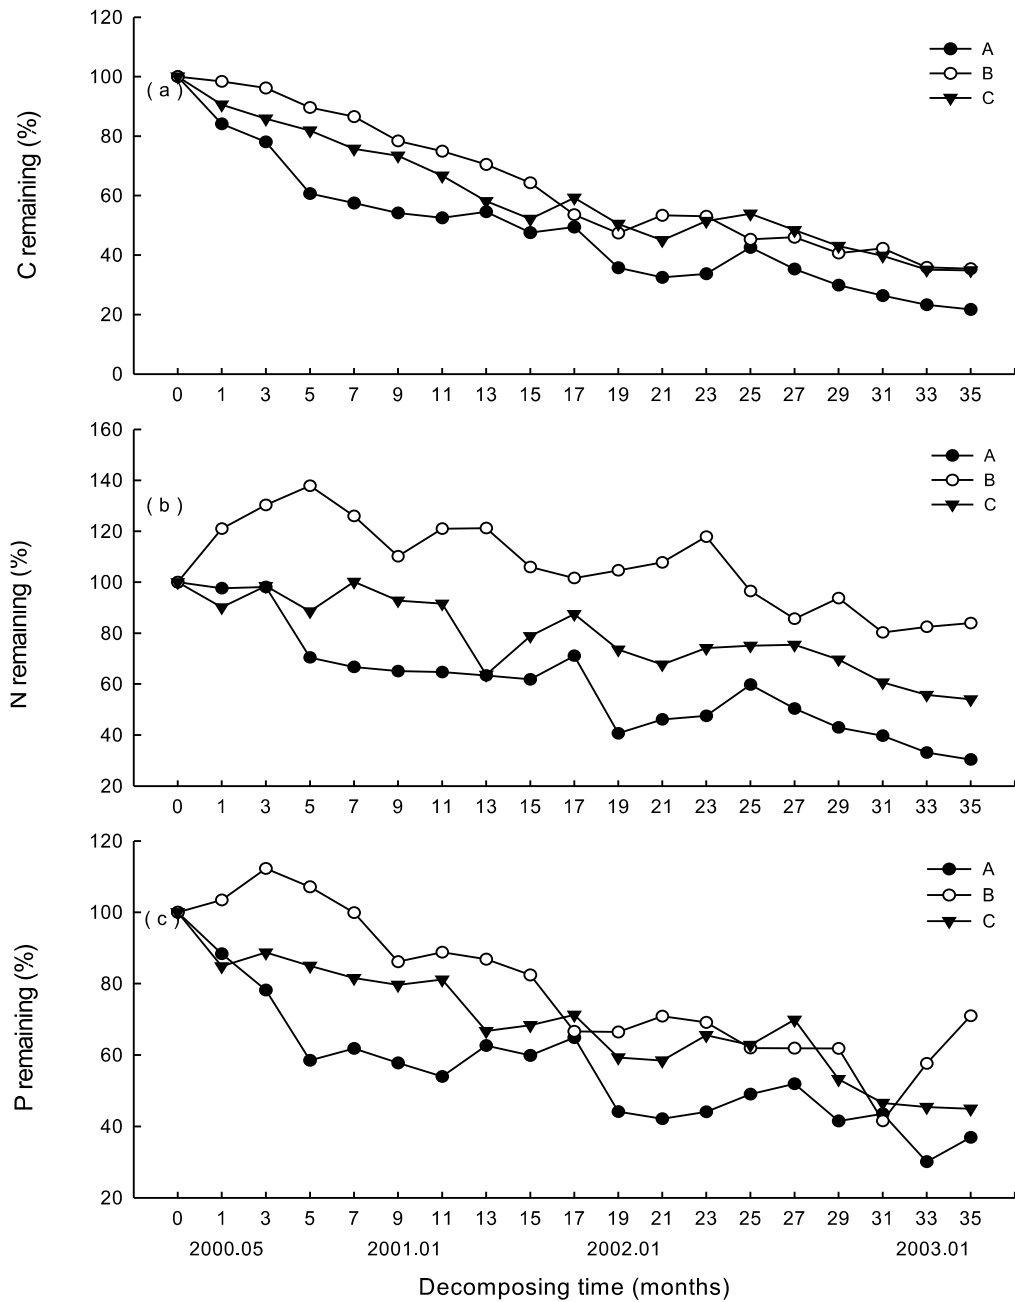 120
100
80
60
40
20
0
C remaining (%)
( a )
A
B
C
0 1 3 5 7 9 11 13 15 17 19 21 23 25 27 29 31 33 35
160
140
120
100
80
60
40
20
N remaining (%)
( b )
A
B
C
0 1 3 5 7 9 11 13 15 17 19 21 23 25 27 29 31 33 35
120
100
80
60
40
20
P remaining (%)
( c )
A
B
C
0 1 3 5 7 9 11 13 15 17 19 21 23 25 27 29 31 33 35
2000.05 2001.01 2002.01 2003.01
Decomposing time (months)